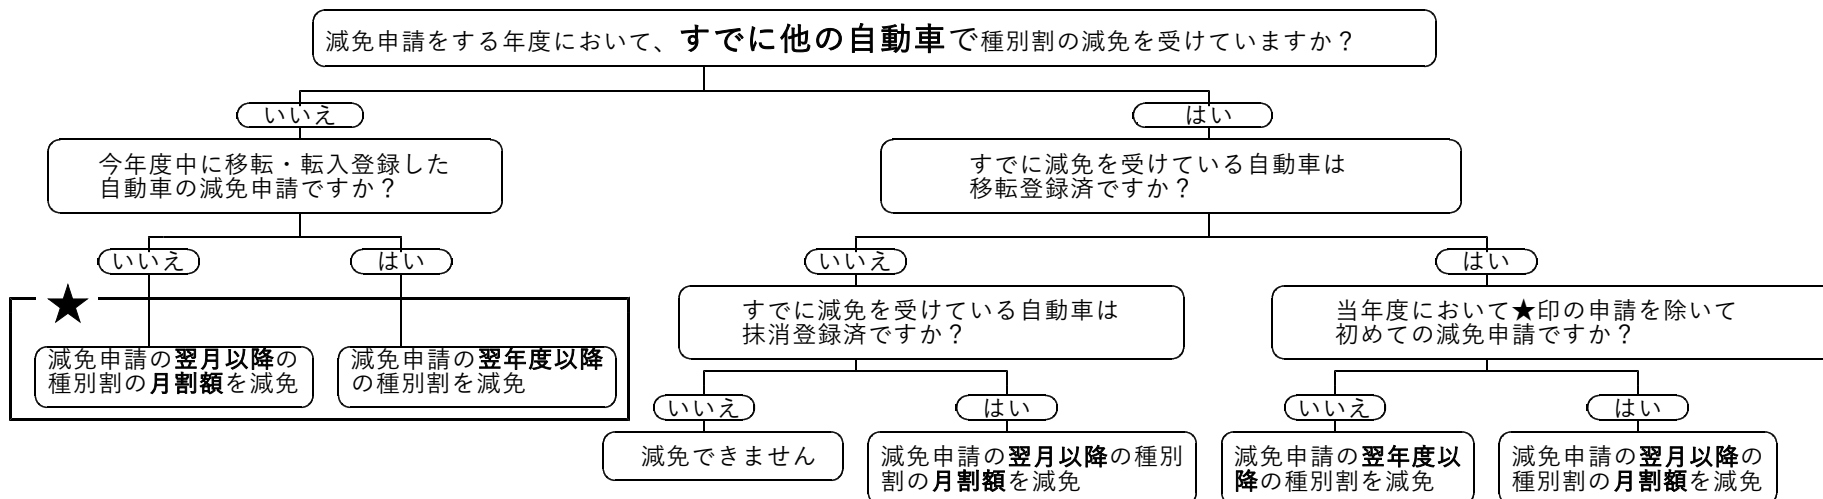 減免申請をする年度において、すでに他の自動車で種別割の減免を受けていますか？
いいえ
はい
今年度中に移転・転入登録した
自動車の減免申請ですか？
すでに減免を受けている自動車は
移転登録済ですか？
いいえ
はい
いいえ
はい
★
減免申請の翌月以降の
種別割の月割額を減免
減免申請の翌年度以降
の種別割を減免
すでに減免を受けている自動車は
抹消登録済ですか？
当年度において★印の申請を除いて
初めての減免申請ですか？
いいえ
はい
いいえ
はい
減免できません
減免申請の翌月以降の種別
割の月割額を減免
減免申請の翌年度以
降の種別割を減免
減免申請の翌月以降の
種別割の月割額を減免